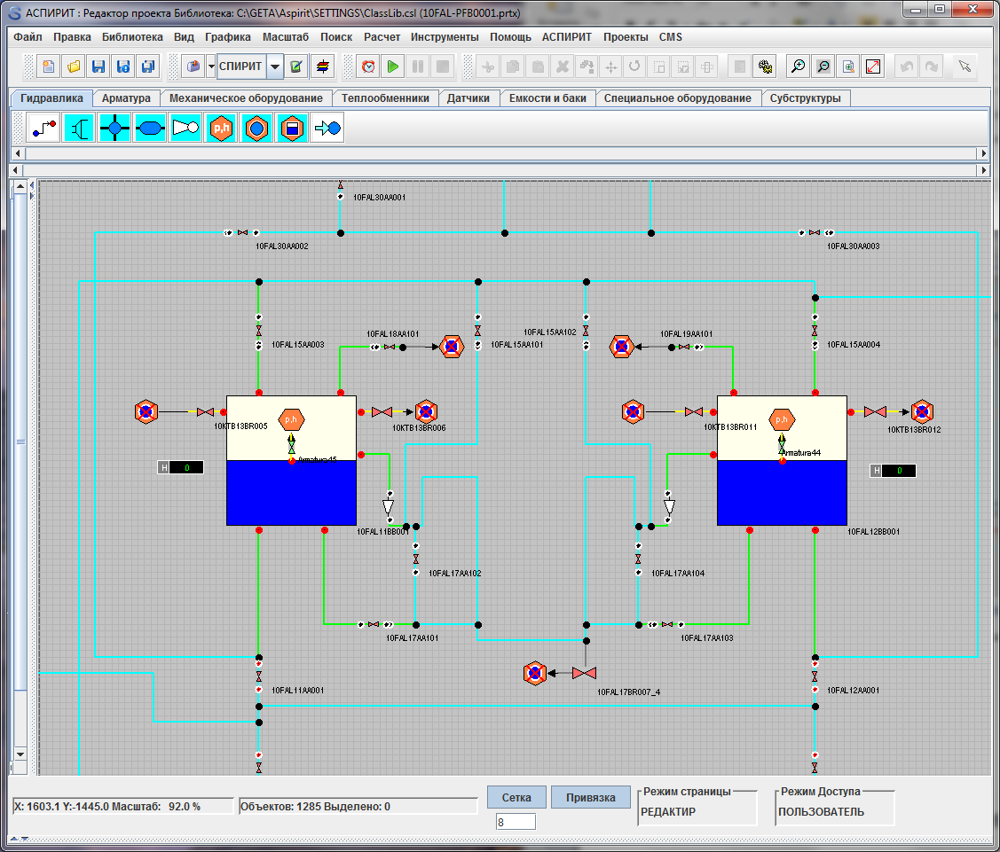 АСПИРИТ : Редактор проекта Библиотека: C:\GETA\Aspirit\SETTINGS\ClassLib.csl (10FAL-PFB0001.prtx)
Файл Правка Библиотека Вид Графика Масштаб Поиск Расчет Инструменты Помощь АСПИРИТ Проекты CMS
СПИРИТ
Гидравлика Арматура Механическое оборудование Теплообменники Датчики Емкости и баки Специальное оборудование Субструктуры
p,h
10FAL30AA001
10FAL30AA002
10FAL30AA003
10FAL18AA101
10FAL15AA102
10FAL19AA101
10FAL15AA003
10FAL15AA101
10FAL15AA004
p,h
p,h
10KTB13BR005
10KTB13BR006
10KTB13BR011
10KTB13BR012
Armatura45
Armatura44
H 0
H 0
10FAL11BB001
10FAL12BB001
10FAL17AA102
10FAL17AA104
10FAL17AA101
10FAL17AA103
10FAL11AA001
10FAL17BR007_4
10FAL12AA001
X: 1603.1 Y:-1445.0 Масштаб: 92.0 %
Объектов: 1285 Выделено: 0
Сетка
Привязка
8
Режим страницы
РЕДАКТИР
Режим Доступа
ПОЛЬЗОВАТЕЛЬ